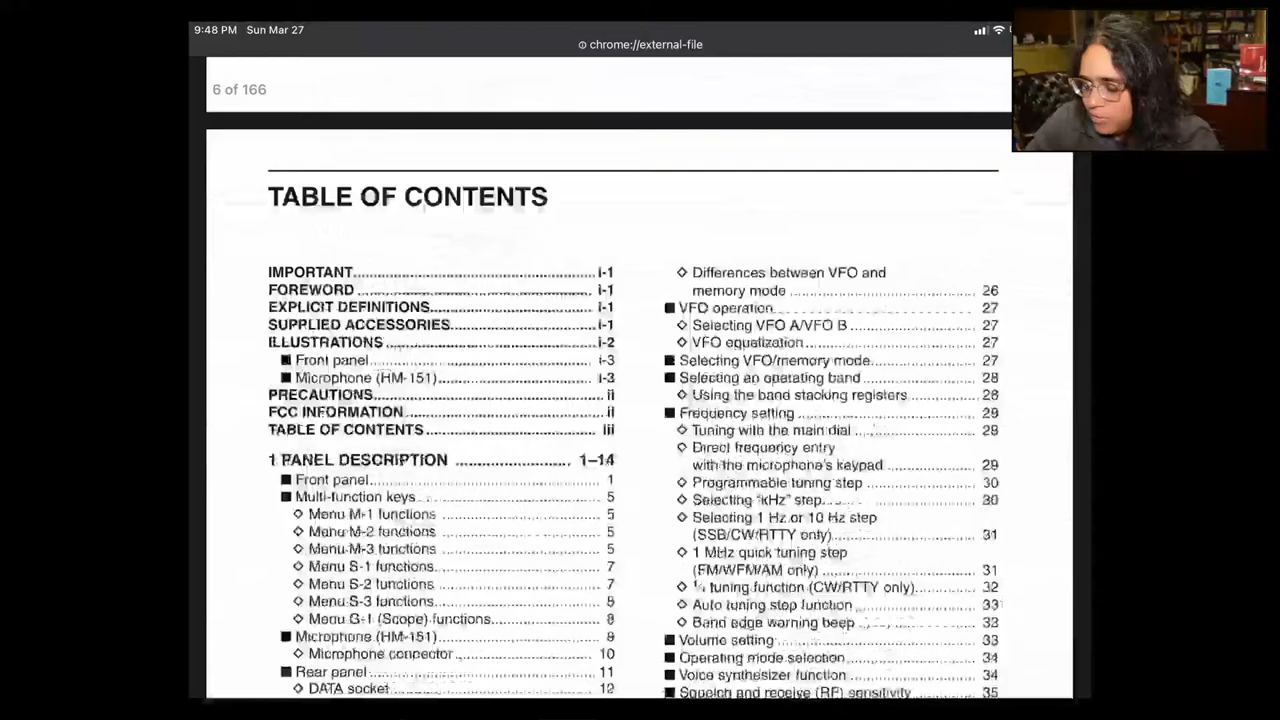 9:48 PM Sun Mar 27
chrome://external-file
6 of 166
TABLE OF CONTENTS
IMPORTANT i-1
FOREWORD i-1
EXPLICIT DEFINITIONS i-1
SUPPLIED ACCESSORIES i-1
ILLUSTRATIONS i-2
■ Front panel i-3
■ Microphone (HM-151) i-3
PRECAUTIONS ii
FCC INFORMATION ii
TABLE OF CONTENTS iii
1 PANEL DESCRIPTION 1–14
■ Front panel 1
■ Multi-function keys 5
◇ Menu M-1 functions 5
◇ Menu M-2 functions 5
◇ Menu M-3 functions 5
◇ Menu S-1 functions 7
◇ Menu S-2 functions 7
◇ Menu S-3 functions 8
◇ Menu G-1 (Scope) functions 8
■ Microphone (HM-151) 9
◇ Microphone connector 10
■ Rear panel 11
◇ DATA socket 12
◇ Differences between VFO and
memory mode 26
■ VFO operation 27
◇ Selecting VFO A/VFO B 27
◇ VFO equalization 27
■ Selecting VFO/memory mode 27
■ Selecting an operating band 28
◇ Using the band stacking registers 28
■ Frequency setting 29
◇ Tuning with the main dial 29
◇ Direct frequency entry
with the microphone's keypad 29
◇ Programmable tuning step 30
◇ Selecting "kHz" step 30
◇ Selecting 1 Hz or 10 Hz step
(SSB/CW/RTTY only) 31
◇ 1 MHz quick tuning step
(FM/WFM/AM only) 31
◇ ¼ tuning function (CW/RTTY only) 32
◇ Auto tuning step function 33
◇ Band edge warning beep
■ Volume setting 33
■ Operating mode selection 34
■ Voice synthesizer function 34
■ Squelch and receive (RF) sensitivity 35